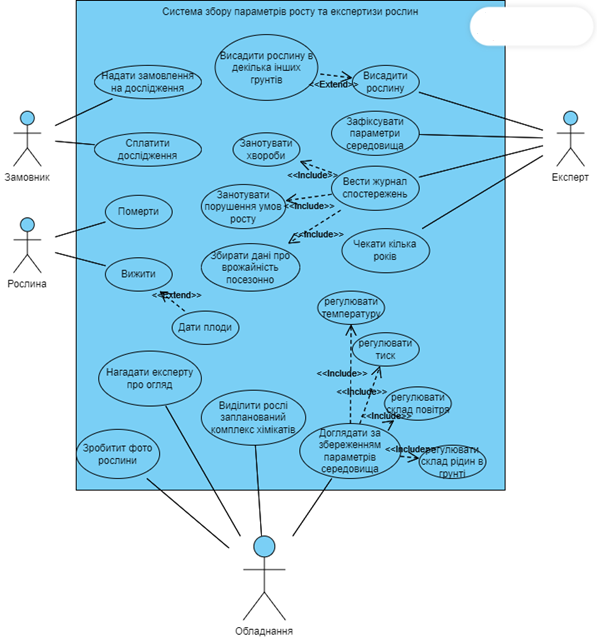 Система збору параметрів росту та експертизи рослин
Висадити рослину в
декілька інших
грунтів
<<Extend>>
Висадити
рослину
Надати замовлення
на дослідження
Зафіксувати
параметри
середовища
Замовник
Сплатити
дослідження
Занотувати
хвороби
<<Include>>
Експерт
Занотувати
порушення умов
росту
<<Include>>
Вести журнал
спостережень
Померти
<<Include>>
Рослина
Збирати дані про
врожайність
посезонно
Чекати кілька
років
Вижити
<<Extend>>
Дати плоди
регулювати
температуру
регулювати
тиск
Нагадати експерту
про огляд
<<Include>>
<<Include>>
регулювати
склад повітря
<<Include>>
Виділити рослі
запланований
комплекс хімікатів
Зробитит фото
рослини
Доглядати за
збереженням
параметрів
середовища
<<Include>>
регулювати
склад рідин в
грунті
Обладнання